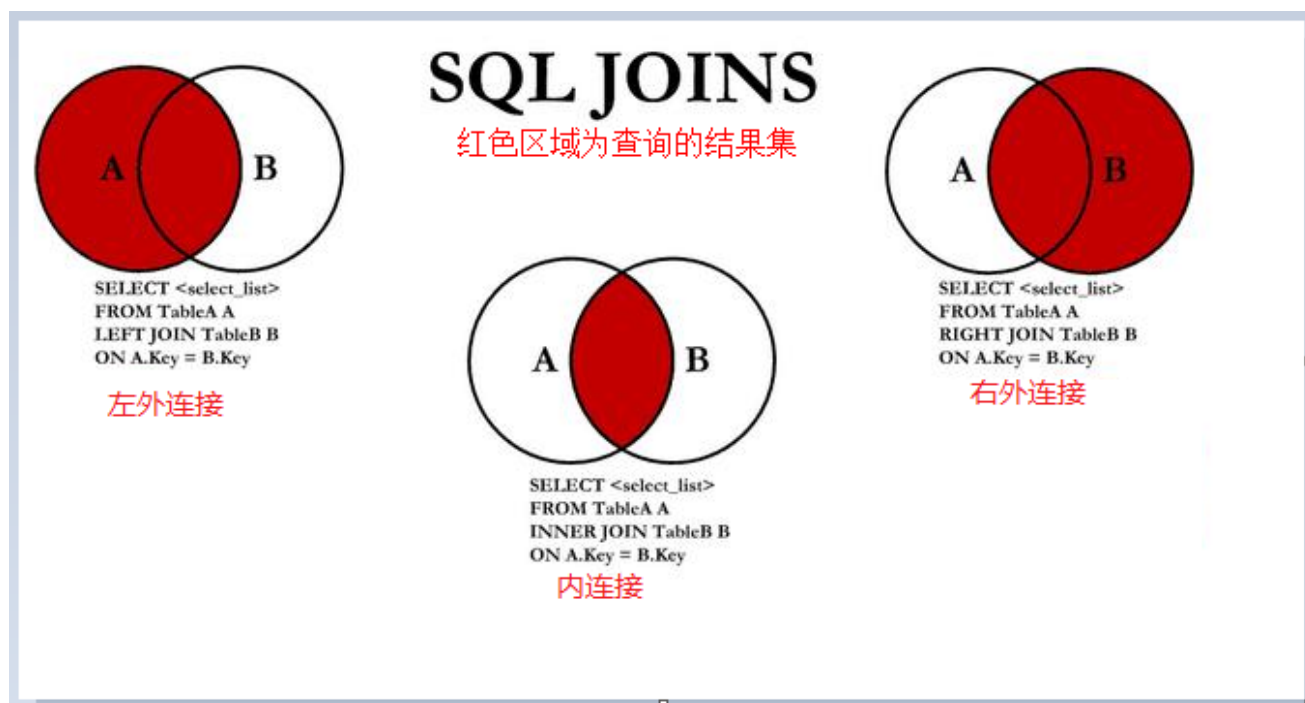 SQL JOINS
红色区域为查询的结果集
A
B
SELECT <select_list>
FROM TableA A
LEFT JOIN TableB B
ON A.Key = B.Key
左外连接
A
B
SELECT <select_list>
FROM TableA A
INNER JOIN TableB B
ON A.Key = B.Key
内连接
A
B
SELECT <select_list>
FROM TableA A
RIGHT JOIN TableB B
ON A.Key = B.Key
右外连接